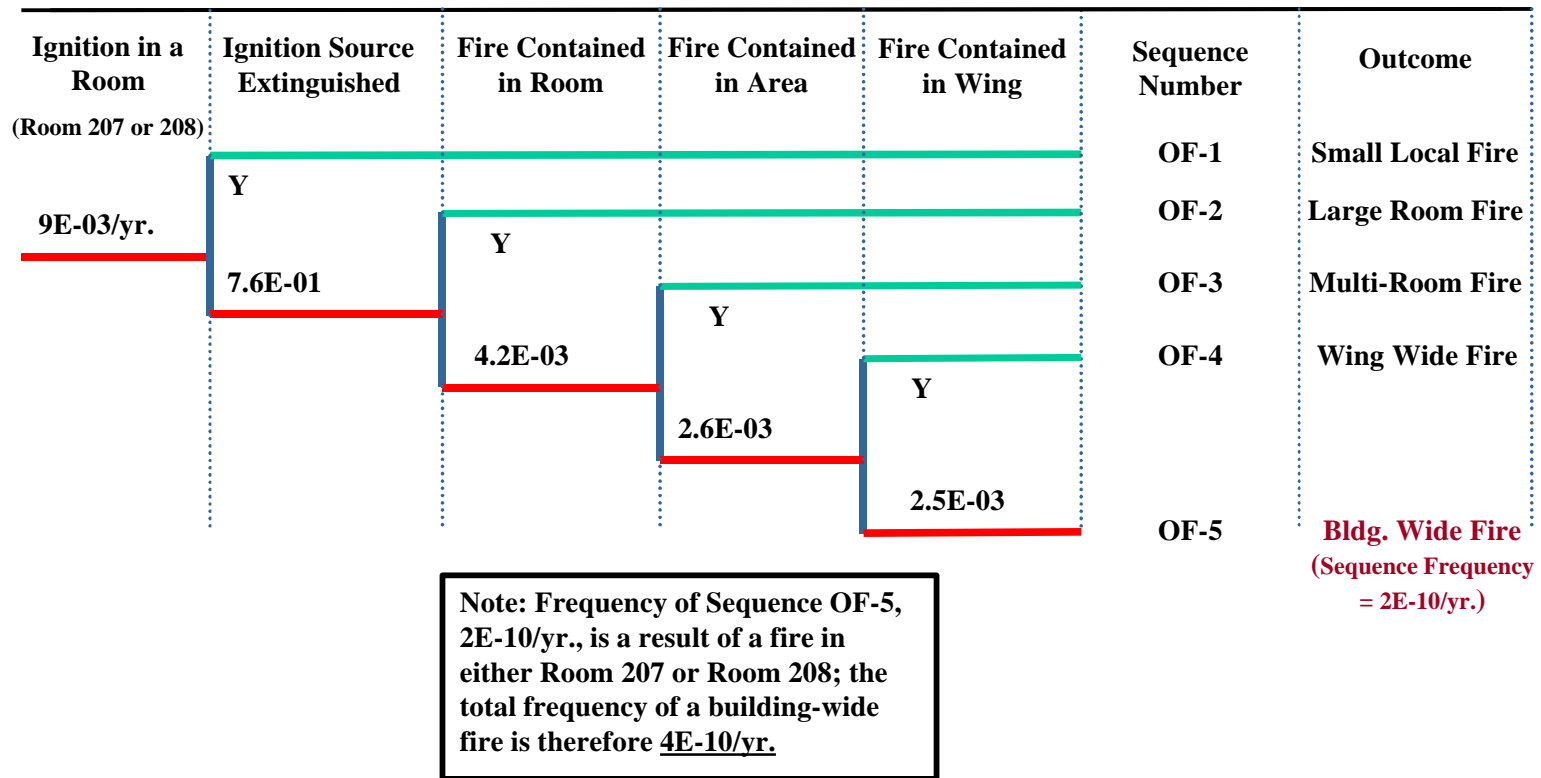 Ignition in a
Room
(Room 207 or 208)
Ignition Source
Extinguished
Fire Contained
in Room
Fire Contained
in Area
Fire Contained
in Wing
Sequence
Number
Outcome
OF-1
Small Local Fire
Y
OF-2
Large Room Fire
9E-03/yr.
Y
7.6E-01
OF-3
Multi-Room Fire
Y
4.2E-03
OF-4
Wing Wide Fire
Y
2.6E-03
2.5E-03
OF-5
Bldg. Wide Fire
(Sequence Frequency
= 2E-10/yr.)
Note: Frequency of Sequence OF-5,
2E-10/yr., is a result of a fire in
either Room 207 or Room 208; the
total frequency of a building-wide
fire is therefore 4E-10/yr.